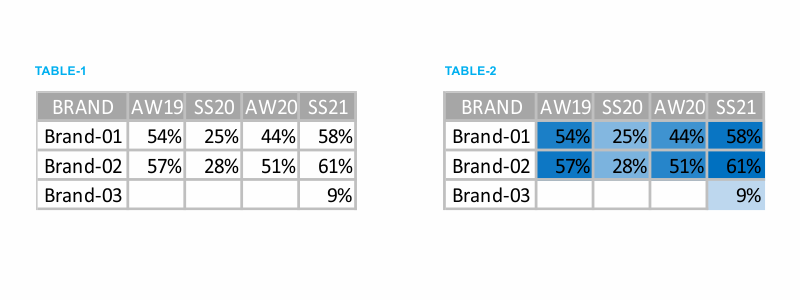 TABLE-1
BRAND AW19 SS20 AW20 SS21
Brand-01 54% 25% 44% 58%
Brand-02 57% 28% 51% 61%
Brand-03 9%
TABLE-2
BRAND AW19 SS20 AW20 SS21
Brand-01 54% 25% 44% 58%
Brand-02 57% 28% 51% 61%
Brand-03 9%